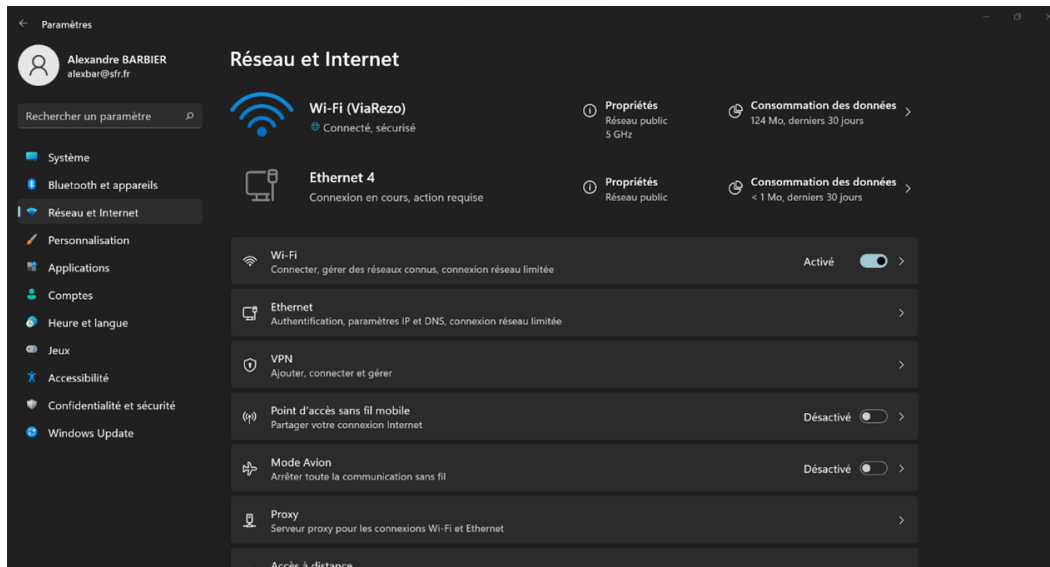 Paramètres
Alexandre BARBIER
alexbar@sfr.fr
Rechercher un paramètre
Système
Bluetooth et appareils
Réseau et Internet
Personnalisation
Applications
Comptes
Heure et langue
Jeux
Accessibilité
Confidentialité et sécurité
Windows Update
Réseau et Internet
Wi-Fi (ViaRezo)
Connecté, sécurisé
Propriétés
Réseau public
5 GHz
Consommation des données
124 Mo, derniers 30 jours
Ethernet 4
Connexion en cours, action requise
Propriétés
Réseau public
Consommation des données
< 1 Mo, derniers 30 jours
Wi-Fi
Connecter, gérer des réseaux connus, connexion réseau limitée
Activé
Ethernet
Authentification, paramètres IP et DNS, connexion réseau limitée
VPN
Ajouter, connecter et gérer
Point d'accès sans fil mobile
Partager votre connexion Internet
Désactivé
Mode Avion
Arrêter toute la communication sans fil
Désactivé
Proxy
Serveur proxy pour les connexions Wi-Fi et Ethernet
Accès à distance